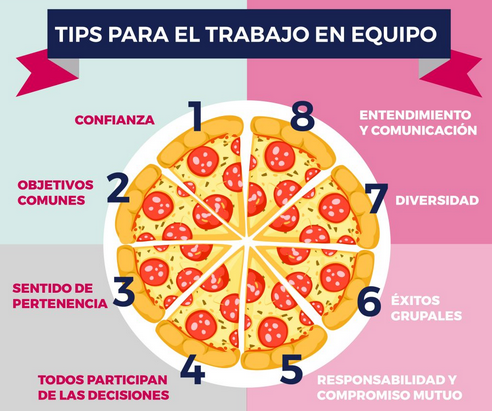 TIPS PARA EL TRABAJO EN EQUIPO
1
CONFIANZA
2
OBJETIVOS
COMUNES
3
SENTIDO DE
PERTENENCIA
4
TODOS PARTICIPAN
DE LAS DECISIONES
5
RESPONSABILIDAD Y
COMPROMISO MUTUO
6
ÉXITOS
GRUPALES
7
DIVERSIDAD
8
ENTENDIMIENTO
Y COMUNICACIÓN